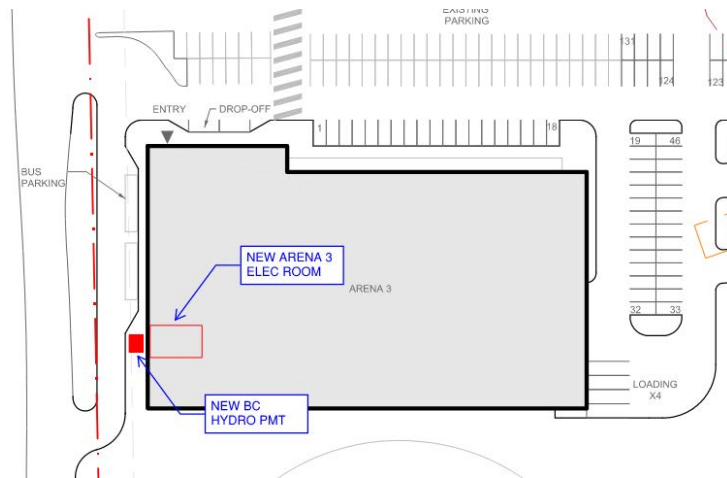 EXISTING
PARKING
131
124
123
ENTRY
DROP-OFF
1
18
19
46
BUS
PARKING
NEW ARENA 3
ELEC ROOM
ARENA 3
32
33
LOADING
X4
NEW BC
HYDRO PMT